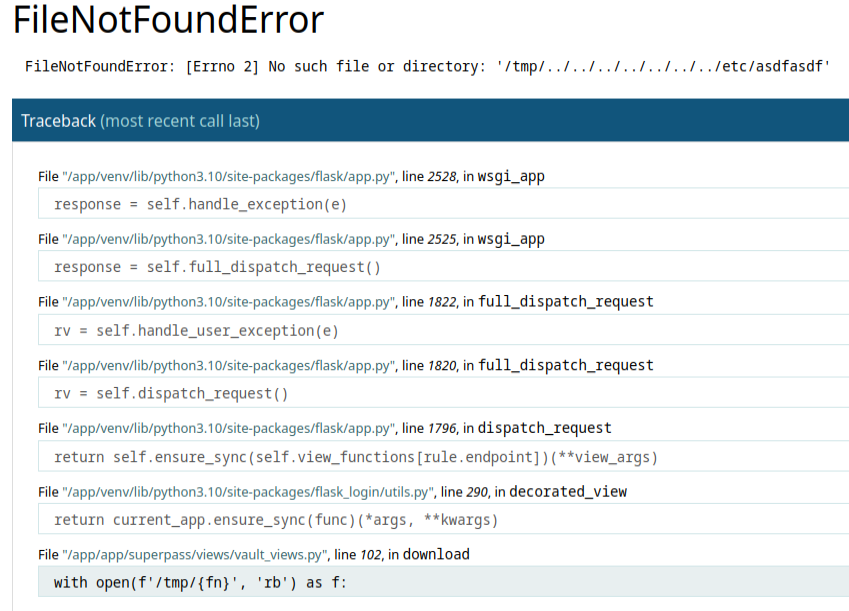 FileNotFoundError
FileNotFoundError: [Errno 2] No such file or directory: '/tmp/../../../../../../../etc/asdfasdf'
Traceback (most recent call last)
File "/app/venv/lib/python3.10/site-packages/flask/app.py", line 2528, in wsgi_app
response = self.handle_exception(e)
File "/app/venv/lib/python3.10/site-packages/flask/app.py", line 2525, in wsgi_app
response = self.full_dispatch_request()
File "/app/venv/lib/python3.10/site-packages/flask/app.py", line 1822, in full_dispatch_request
rv = self.handle_user_exception(e)
File "/app/venv/lib/python3.10/site-packages/flask/app.py", line 1820, in full_dispatch_request
rv = self.dispatch_request()
File "/app/venv/lib/python3.10/site-packages/flask/app.py", line 1796, in dispatch_request
return self.ensure_sync(self.view_functions[rule.endpoint])(**view_args)
File "/app/venv/lib/python3.10/site-packages/flask_login/utils.py", line 290, in decorated_view
return current_app.ensure_sync(func)(*args, **kwargs)
File "/app/app/superpass/views/vault_views.py", line 102, in download
with open(f'/tmp/{fn}', 'rb') as f: